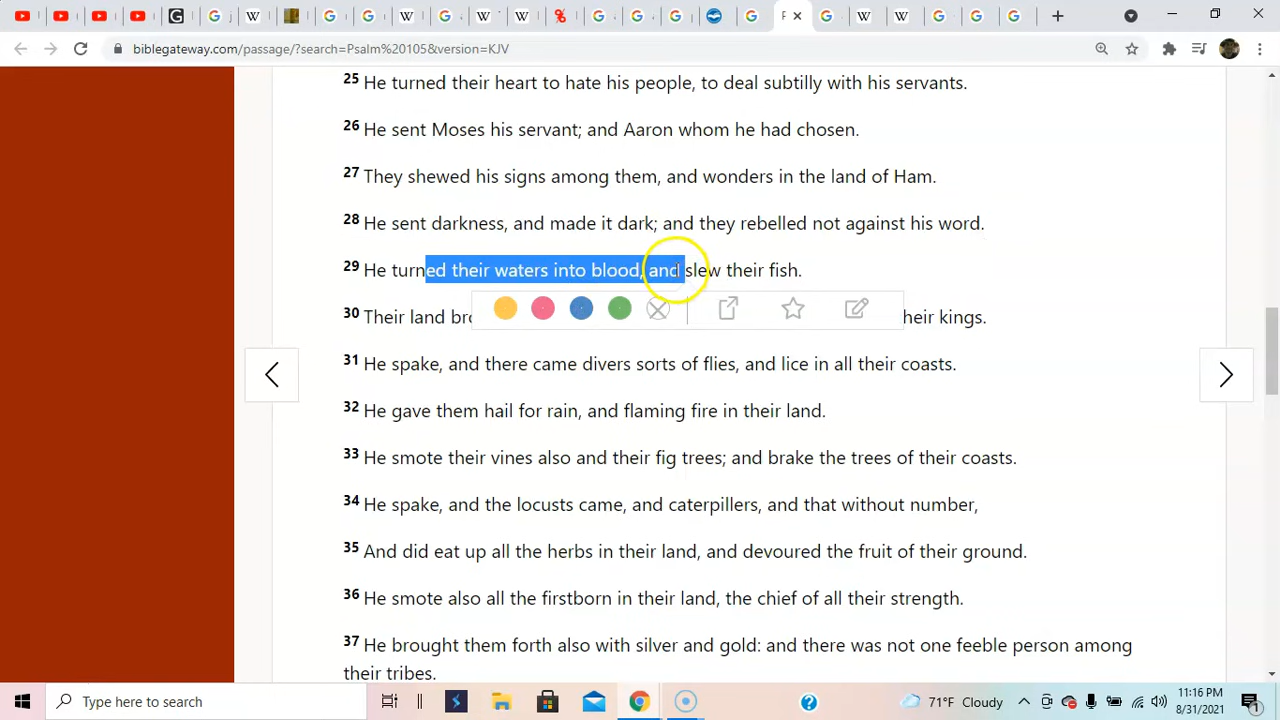 biblegateway.com/passage/?search=Psalm%20105&version=KJV
25 He turned their heart to hate his people, to deal subtilly with his servants.
26 He sent Moses his servant; and Aaron whom he had chosen.
27 They shewed his signs among them, and wonders in the land of Ham.
28 He sent darkness, and made it dark; and they rebelled not against his word.
29 He turned their waters into blood, and slew their fish.
30 Their land bro heir kings.
31 He spake, and there came divers sorts of flies, and lice in all their coasts.
32 He gave them hail for rain, and flaming fire in their land.
33 He smote their vines also and their fig trees; and brake the trees of their coasts.
34 He spake, and the locusts came, and caterpillers, and that without number,
35 And did eat up all the herbs in their land, and devoured the fruit of their ground.
36 He smote also all the firstborn in their land, the chief of all their strength.
37 He brought them forth also with silver and gold: and there was not one feeble person among
their tribes.
Type here to search
71°F Cloudy
11:16 PM
8/31/2021